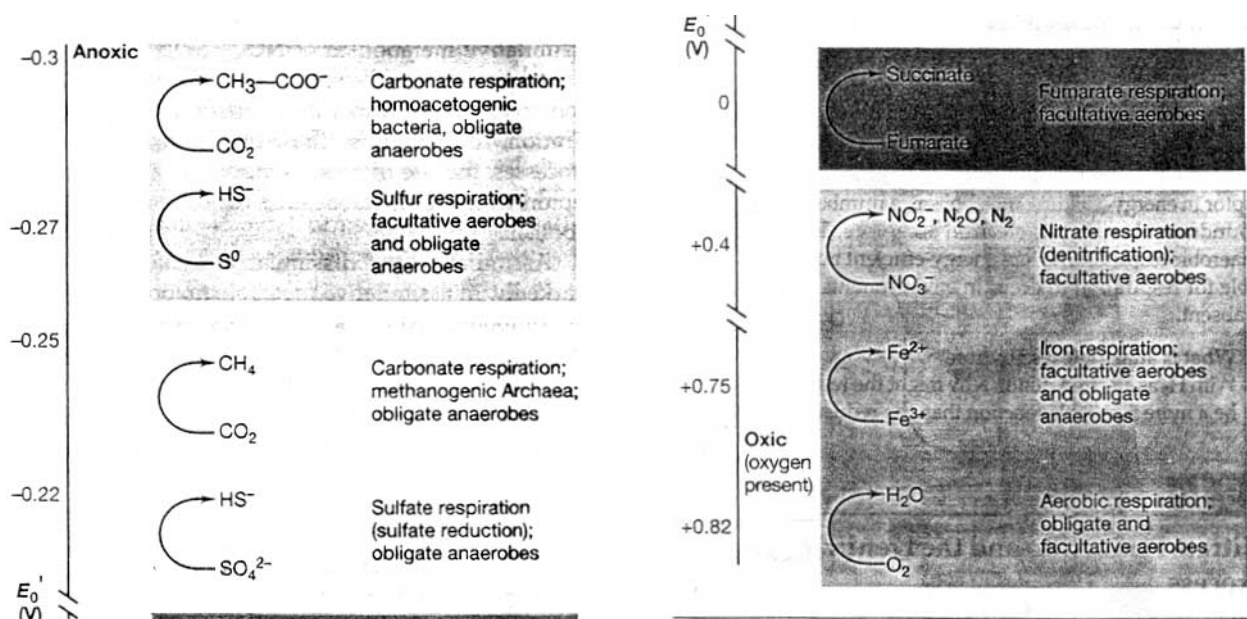 Anoxic
−0.3
CH3—COO⁻
CO₂
Carbonate respiration;
homoacetogenic
bacteria, obligate
anaerobes
−0.27
HS⁻
S⁰
Sulfur respiration;
facultative aerobes
and obligate
anaerobes
−0.25
CH₄
CO₂
Carbonate respiration;
methanogenic Archaea;
obligate anaerobes
−0.22
HS⁻
SO₄²⁻
Sulfate respiration
(sulfate reduction);
obligate anaerobes
E₀′
(V)
E₀
(V)
0
Succinate
Fumarate
Fumarate respiration;
facultative aerobes
+0.4
NO₂⁻, N₂O, N₂
NO₃⁻
Nitrate respiration
(denitrification);
facultative aerobes
+0.75
Fe²⁺
Fe³⁺
Iron respiration;
facultative aerobes
and obligate
anaerobes
Oxic
(oxygen
present)
+0.82
H₂O
O₂
Aerobic respiration;
obligate and
facultative aerobes